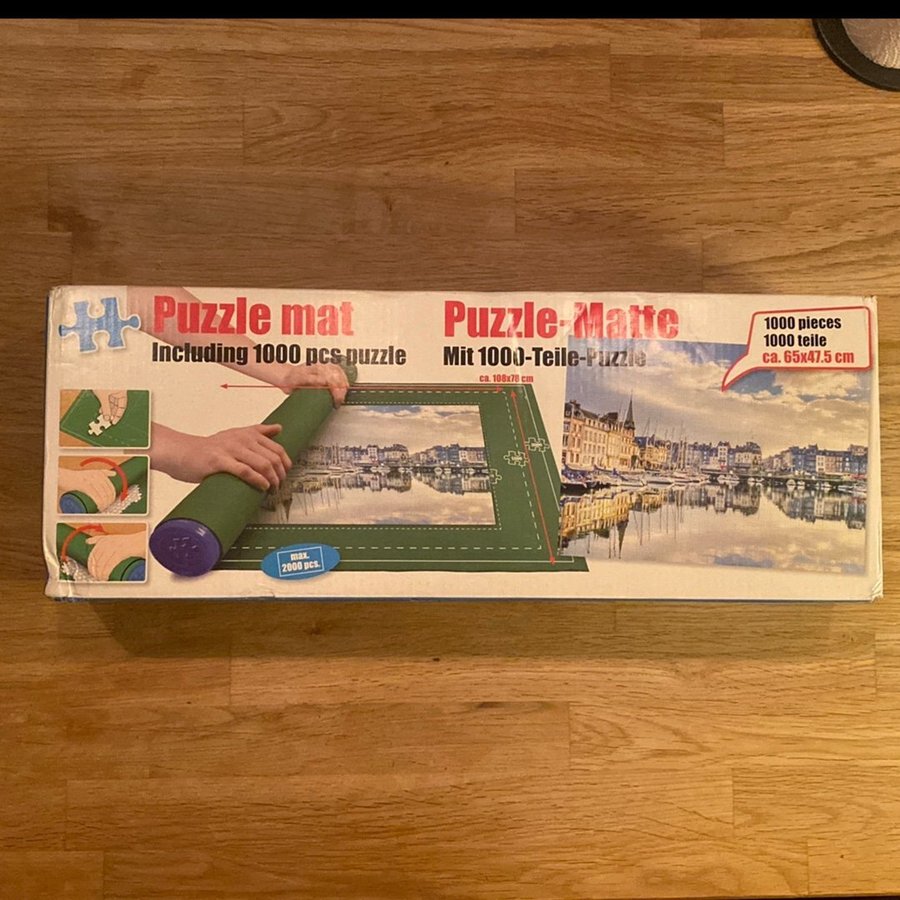 Puzzle mat
Including 1000 pcs puzzle
Puzzle-Matte
Mit 1000-Teile-Puzzle
1000 pieces
1000 teile
ca. 65x47.5 cm
ca. 108x78 cm
max.
2000 pcs.